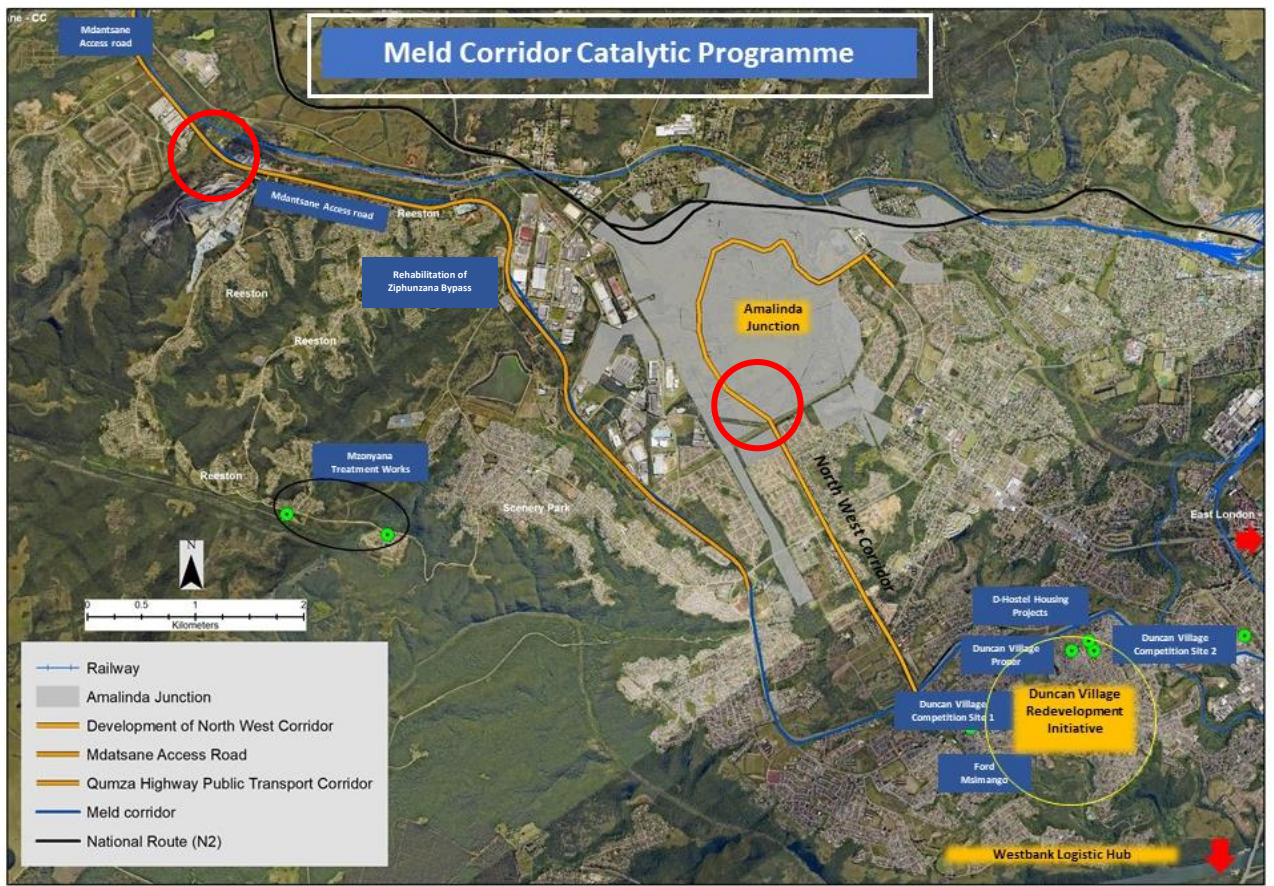 ne - CC
Mdantsane
Access road
Meld Corridor Catalytic Programme
Mdantsane Access road
Reeston
Rehabilitation of
Ziphunzana Bypass
Reeston
Reeston
Amalinda
Junction
Mzonyana
Treatment Works
Reeston
Scenery Park
North West Corridor
East London -
N
0 0.5 1 2
Kilometers
D-Hostel Housing
Projects
Duncan Village
Proper
Duncan Village
Competition Site 2
Duncan Village
Competition Site 1
Duncan Village
Redevelopment
Initiative
Ford
Msimango
Westbank Logistic Hub
Railway
Amalinda Junction
Development of North West Corridor
Mdatsane Access Road
Qumza Highway Public Transport Corridor
Meld corridor
National Route (N2)